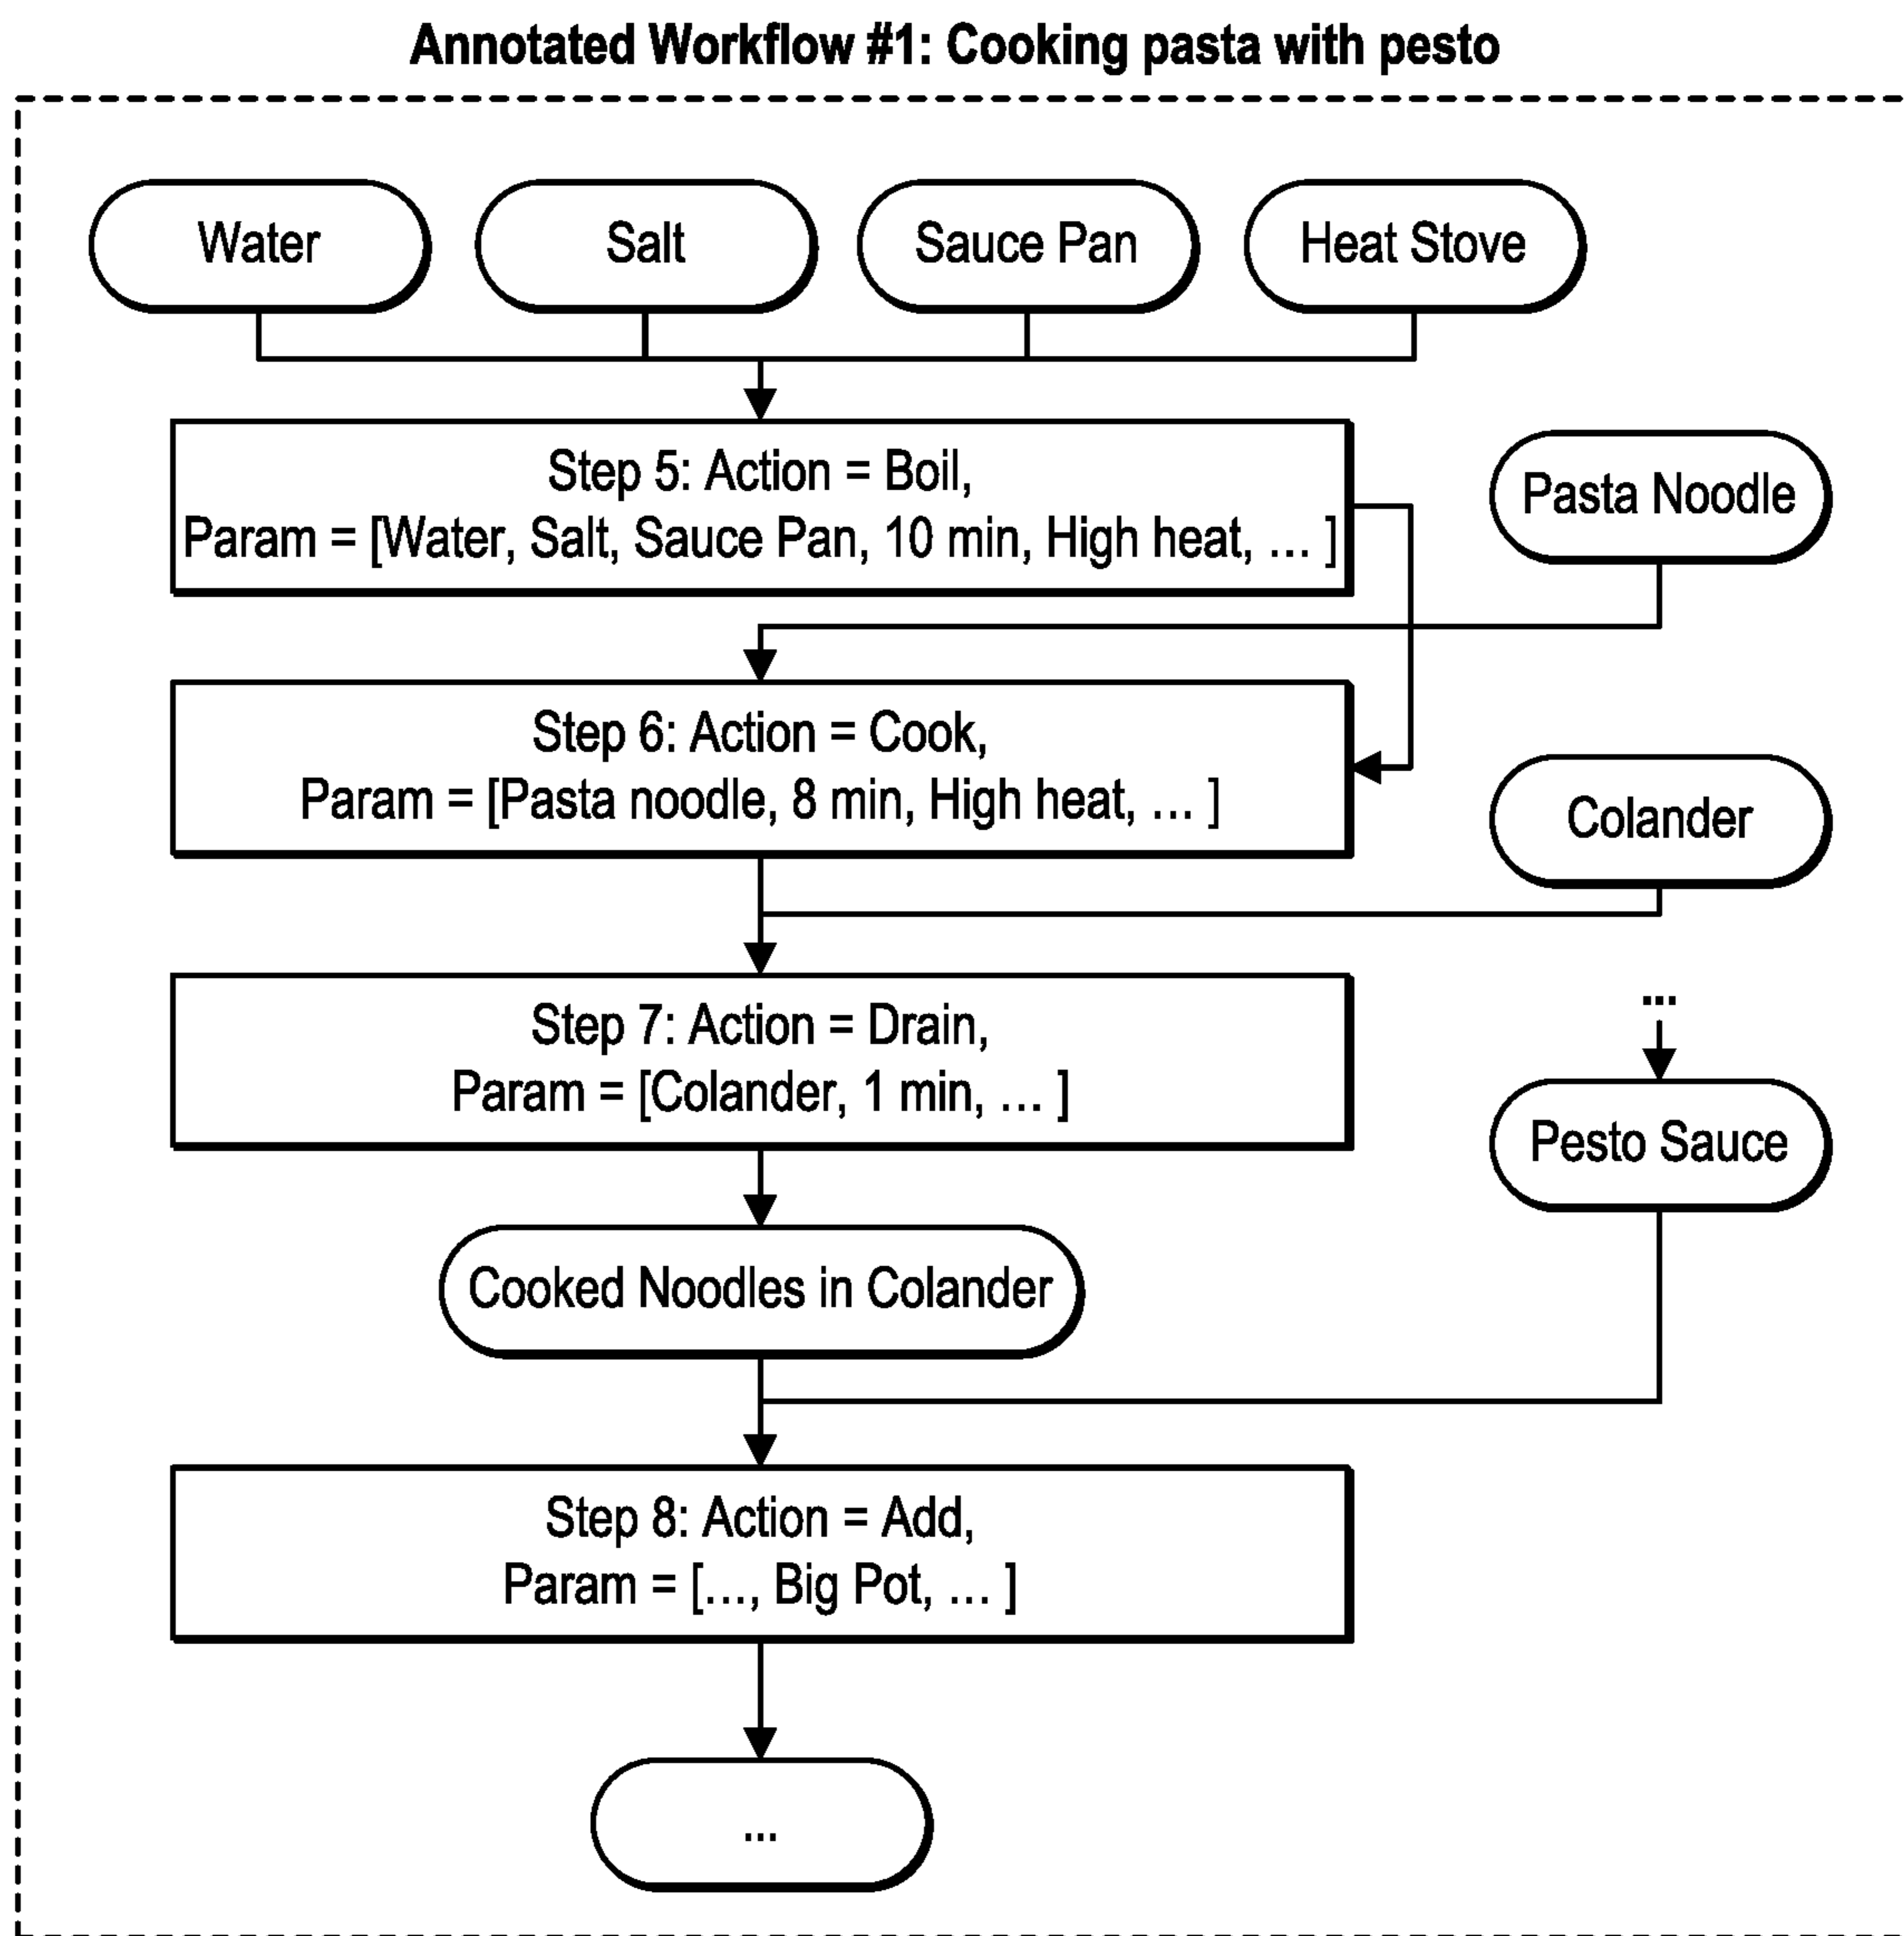 Annotated Workflow #1: Cooking pasta with pesto
Water
Salt
Sauce Pan
Heat Stove
Step 5: Action = Boil,
Param = [Water, Salt, Sauce Pan, 10 min, High heat, ... ]
Pasta Noodle
Step 6: Action = Cook,
Param = [Pasta noodle, 8 min, High heat, ... ]
Colander
Step 7: Action = Drain,
Param = [Colander, 1 min, ... ]
...
Pesto Sauce
Cooked Noodles in Colander
Step 8: Action = Add,
Param = [..., Big Pot, ... ]
...